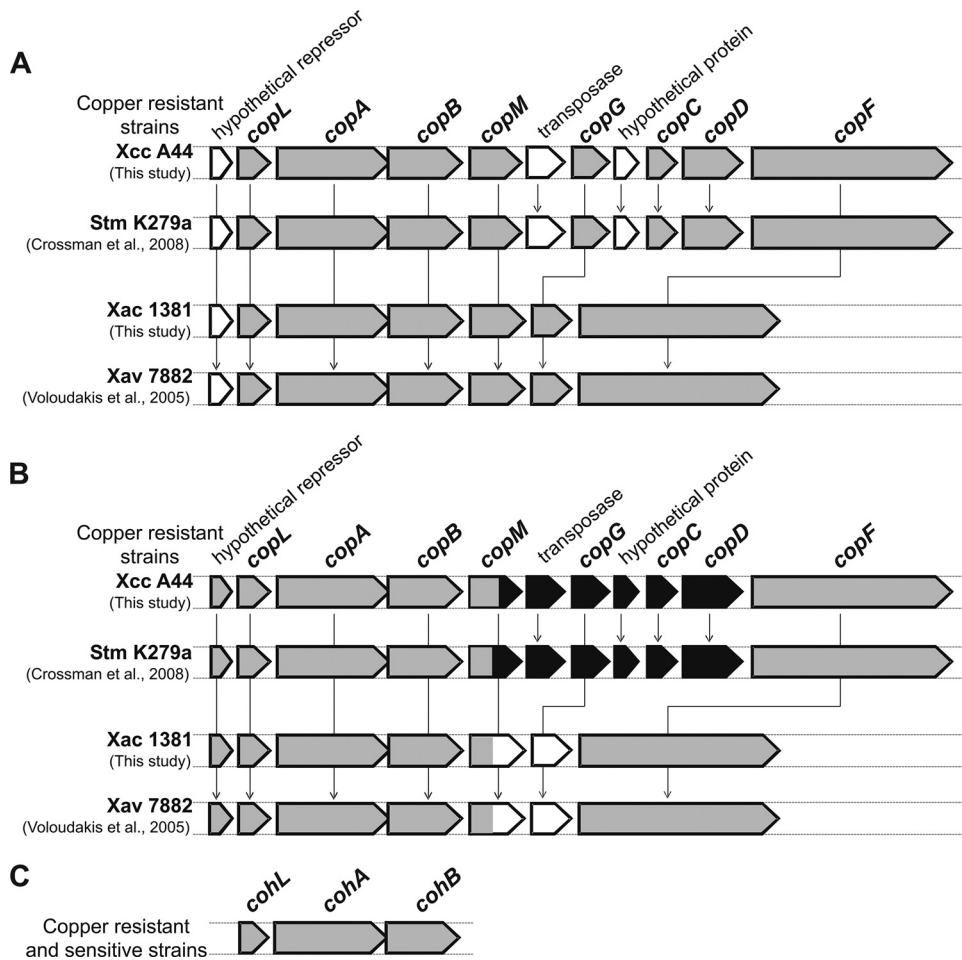 A
Copper resistant
strains
hypothetical repressor
copL
copA
copB
copM
transposase
copG
hypothetical protein
copC
copD
copF
Xcc A44
(This study)
Stm K279a
(Crossman et al., 2008)
Xac 1381
(This study)
Xav 7882
(Voloudakis et al., 2005)
B
Copper resistant
strains
hypothetical repressor
copL
copA
copB
copM
transposase
copG
hypothetical protein
copC
copD
copF
Xcc A44
(This study)
Stm K279a
(Crossman et al., 2008)
Xac 1381
(This study)
Xav 7882
(Voloudakis et al., 2005)
C
cohL
cohA
cohB
Copper resistant
and sensitive strains